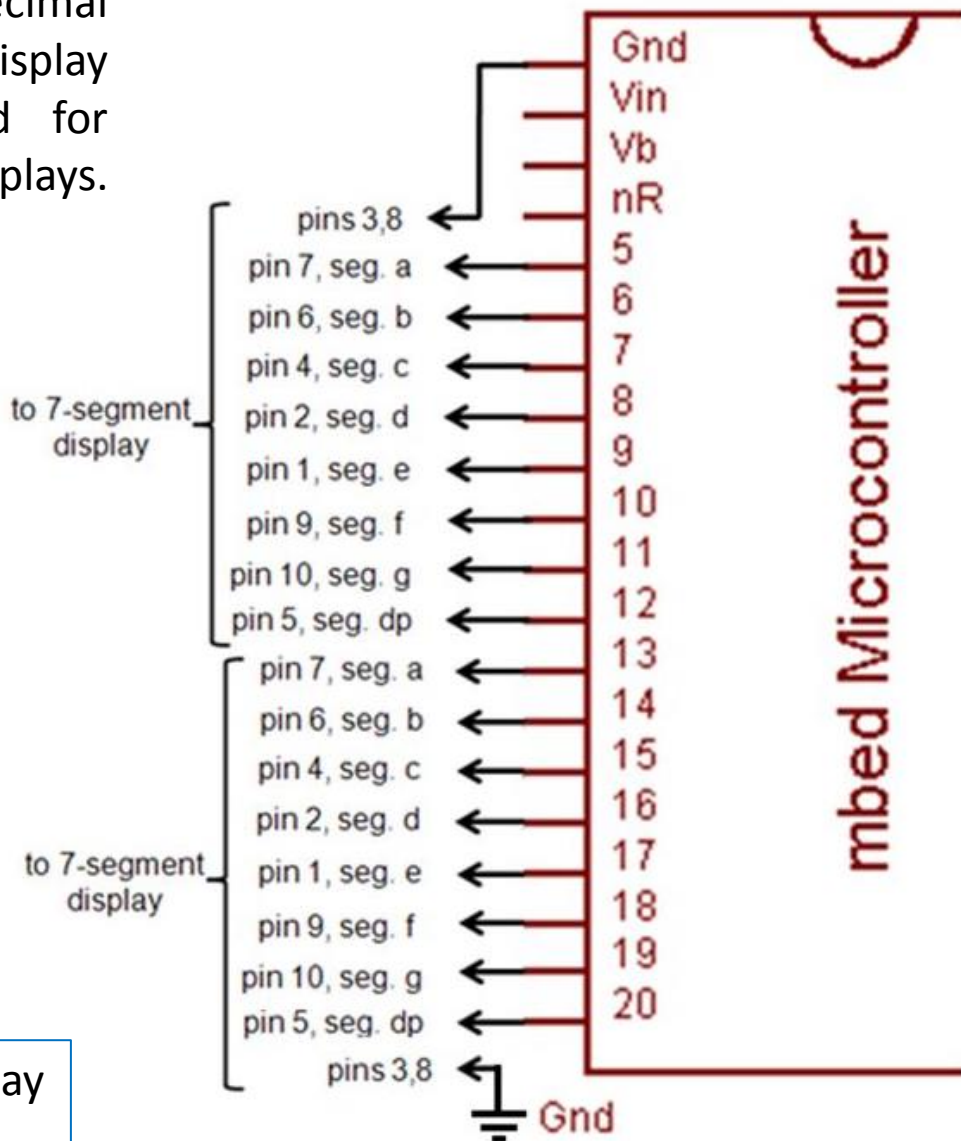 ecimal
isplay
d for
plays.
Gnd
Vin
Vb
nR
pins 3,8
pin 7, seg. a
5
pin 6, seg. b
6
pin 4, seg. c
7
pin 2, seg. d
8
pin 1, seg. e
9
pin 9, seg. f
10
pin 10, seg. g
11
pin 5, seg. dp
12
to 7-segment
display
pin 7, seg. a
13
pin 6, seg. b
14
pin 4, seg. c
15
pin 2, seg. d
16
pin 1, seg. e
17
pin 9, seg. f
18
pin 10, seg. g
19
pin 5, seg. dp
20
pins 3,8
to 7-segment
display
Gnd
mbed Microcontroller
ay